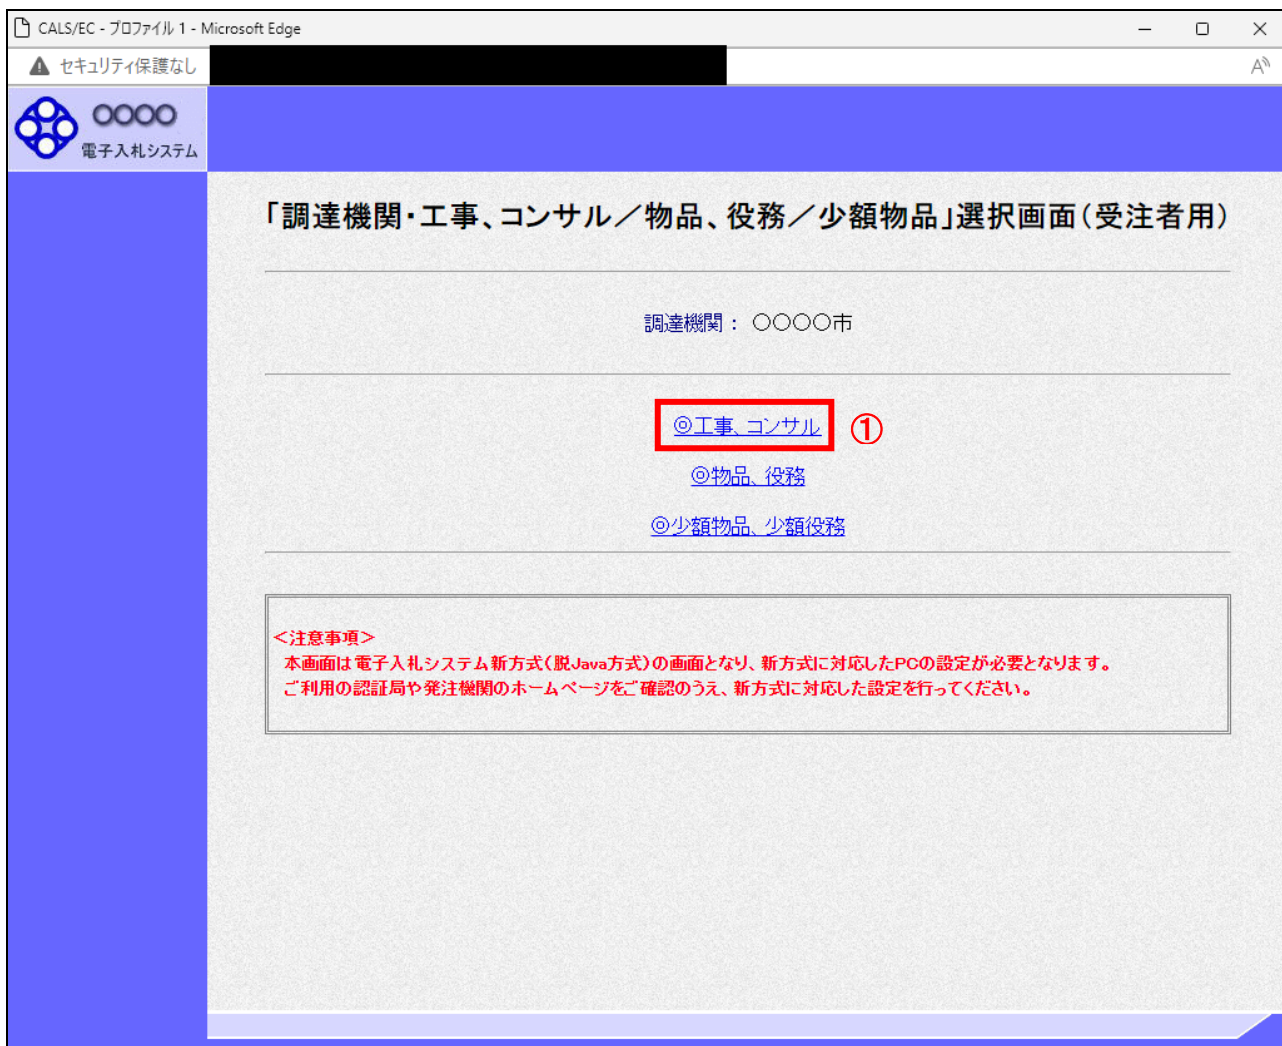 CALS/EC - プロファイル 1 - Microsoft Edge
セキュリティ保護なし
〇〇〇〇
電子入札システム
「調達機関・工事、コンサル／物品、役務／少額物品」選択画面（受注者用）
調達機関： 〇〇〇〇市
◎工事、コンサル ①
◎物品、役務
◎少額物品、少額役務
＜注意事項＞
本画面は電子入札システム新方式（脱Java方式）の画面となり、新方式に対応したPCの設定が必要となります。
ご利用の認証局や発注機関のホームページをご確認のうえ、新方式に対応した設定を行ってください。